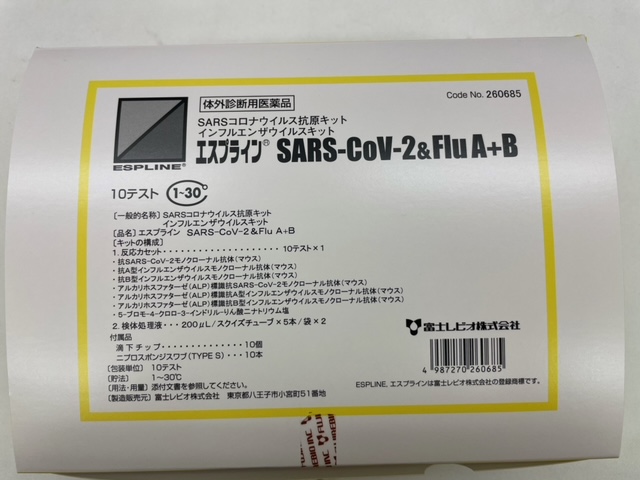 体外診断用医薬品
Code No. 260685
SARSコロナウイルス抗原キット
インフルエンザウイルスキット
エスプライン® SARS-CoV-2&Flu A+B
ESPLINE®
10テスト 1~30°
[一般的名称] SARSコロナウイルス抗原キット
インフルエンザウイルスキット
[品名] エスプライン SARS-CoV-2&Flu A+B
[キットの構成]
1. 反応カセット・・・・・・・・・・・・・・・・・・・・10テスト×1
・抗SARS-CoV-2モノクローナル抗体(マウス)
・抗A型インフルエンザウイルスモノクローナル抗体(マウス)
・抗B型インフルエンザウイルスモノクローナル抗体(マウス)
・アルカリホスファターゼ(ALP)標識抗SARS-CoV-2モノクローナル抗体(マウス)
・アルカリホスファターゼ(ALP)標識抗A型インフルエンザウイルスモノクローナル抗体(マウス)
・アルカリホスファターゼ(ALP)標識抗B型インフルエンザウイルスモノクローナル抗体(マウス)
・5-ブロモ-4-クロロ-3-インドリル-りん酸二ナトリウム塩
2. 検体処理液・・・200μL/スクイズチューブ×5本/袋×2
付属品
滴下チップ・・・・・・・・・・・・・10個
ニプロスポンジスワブ(TYPE S)・・・・10本
[包装単位] 10テスト
[貯法] 1~30℃
[用法・用量] 添付文書を参照してください。
[製造販売元] 富士レビオ株式会社 東京都八王子市小宮町51番地
富士レビオ株式会社
4 987270 260685
ESPLINE、エスプラインは富士レビオ株式会社の登録商標です。